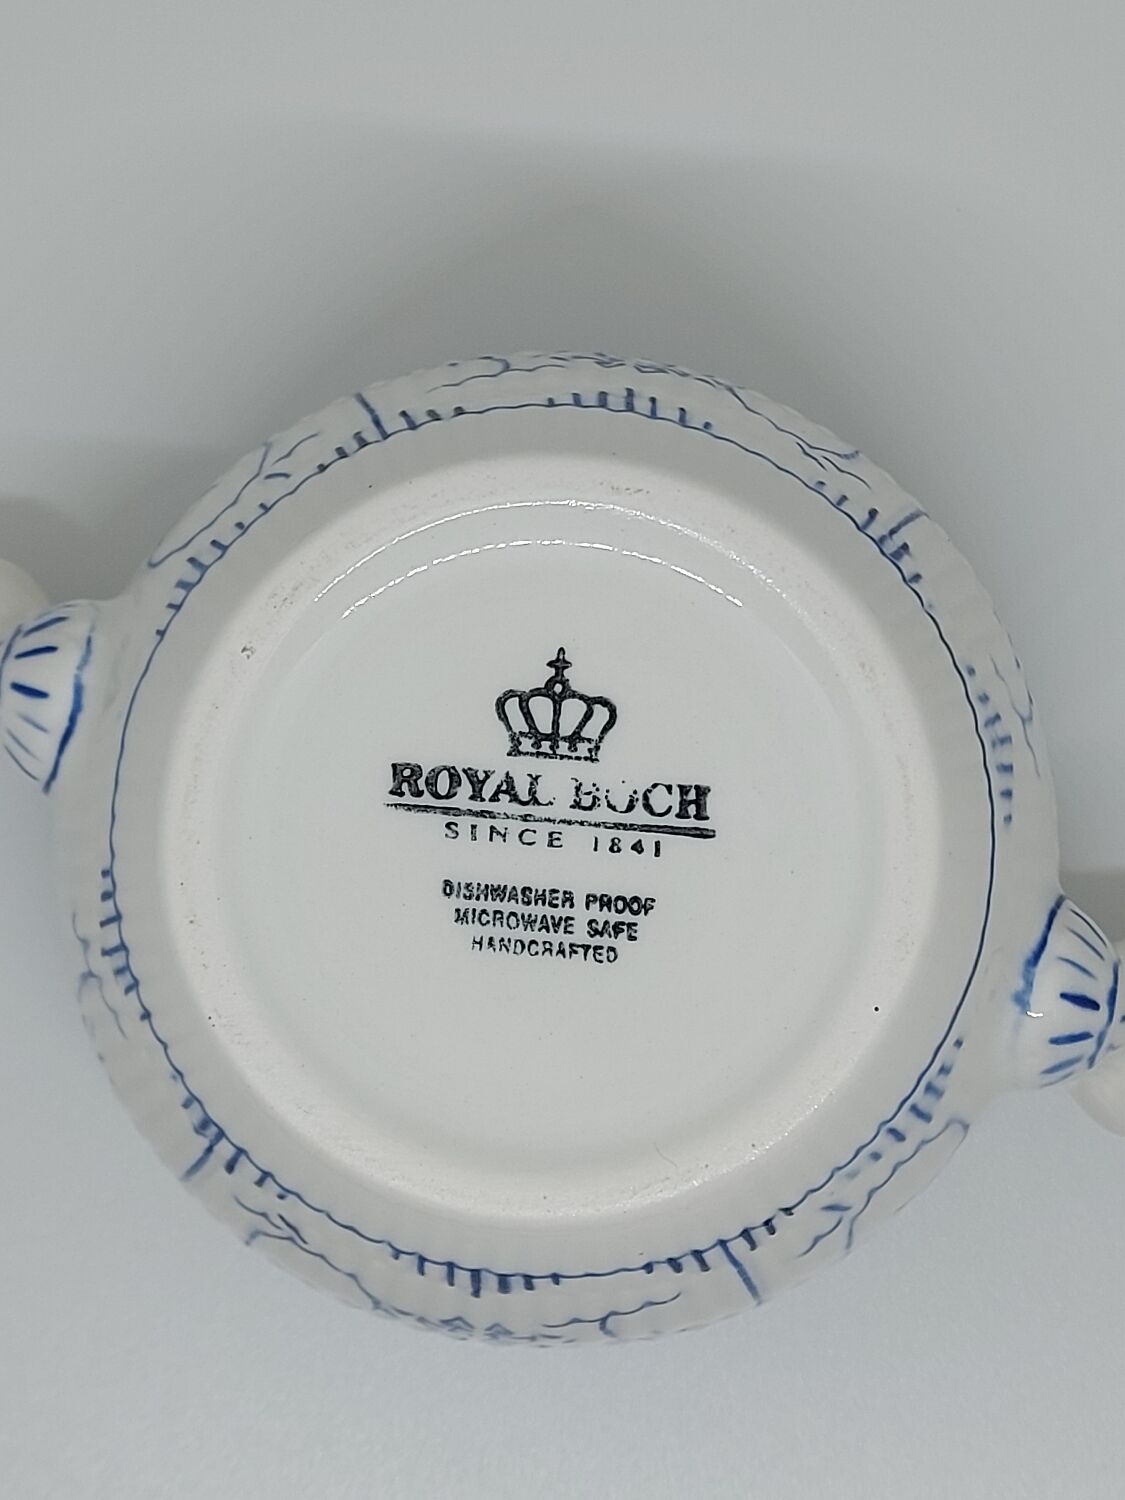 ROYAL BOCH
SINCE 1841
DISHWASHER PROOF
MICROWAVE SAFE
HANDCRAFTED